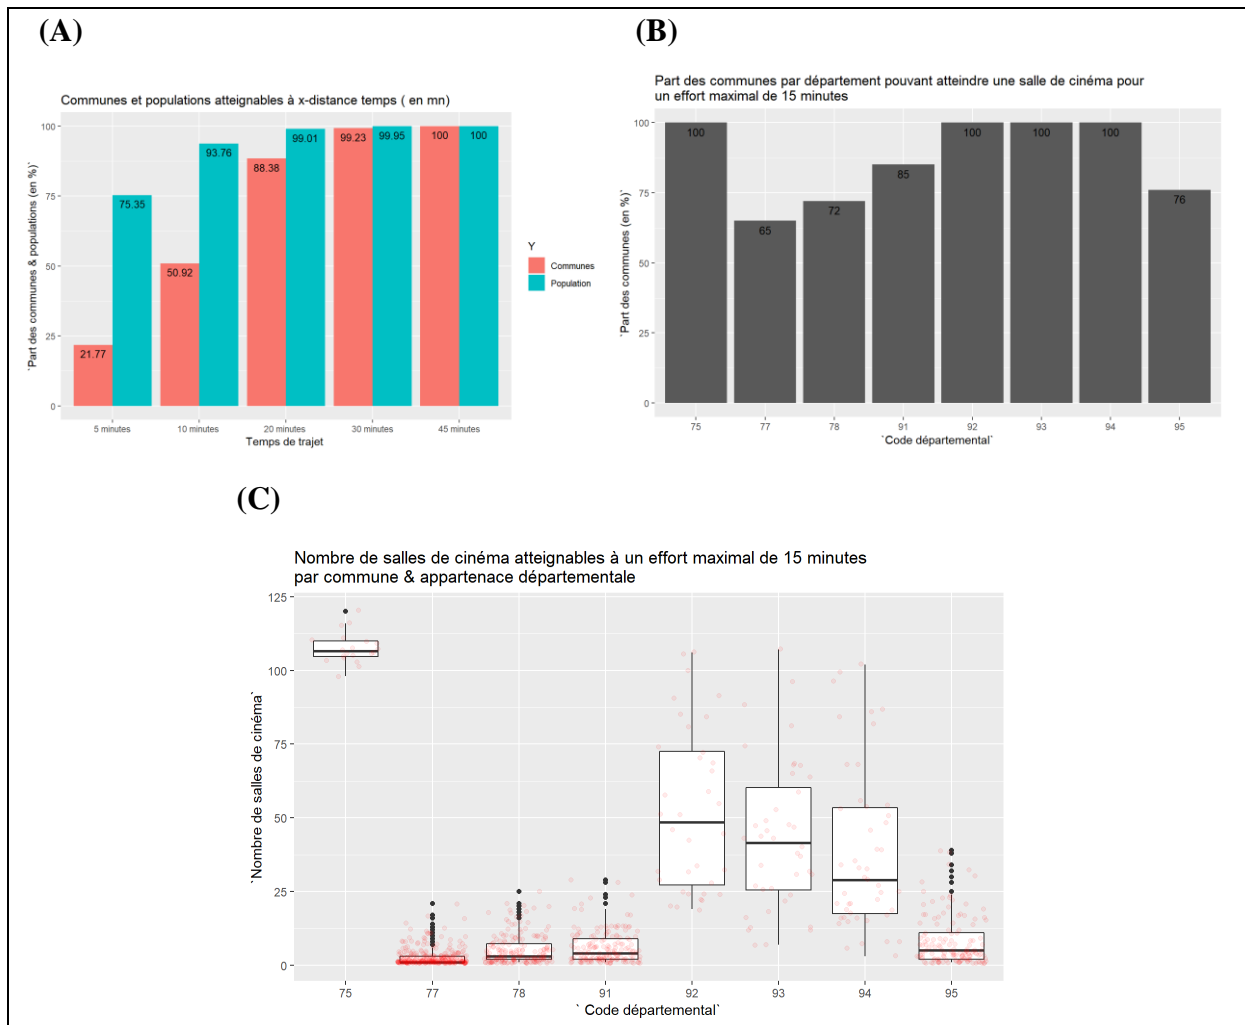 (A)
Communes et populations atteignables à x-distance temps ( en mn)
`Part des communes & populations (en %)`
100
75
50
25
0
21.77
75.35
50.92
93.76
88.38
99.01
99.23
99.95
100
100
5 minutes
10 minutes
20 minutes
30 minutes
45 minutes
Temps de trajet
Y
Communes
Population
(B)
Part des communes par département pouvant atteindre une salle de cinéma pour
un effort maximal de 15 minutes
`Part des communes (en %)`
100
75
50
25
0
100
65
72
85
100
100
100
76
75
77
78
91
92
93
94
95
`Code départemental`
(C)
Nombre de salles de cinéma atteignables à un effort maximal de 15 minutes
par commune & appartenace départementale
`Nombre de salles de cinéma`
125
100
75
50
25
0
75
77
78
91
92
93
94
95
` Code départemental`